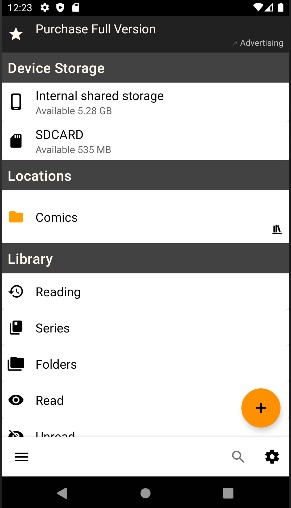 12:23
Purchase Full Version
Advertising
Device Storage
Internal shared storage
Available 5.28 GB
SDCARD
Available 535 MB
Locations
Comics
Library
Reading
Series
Folders
Read
Unread